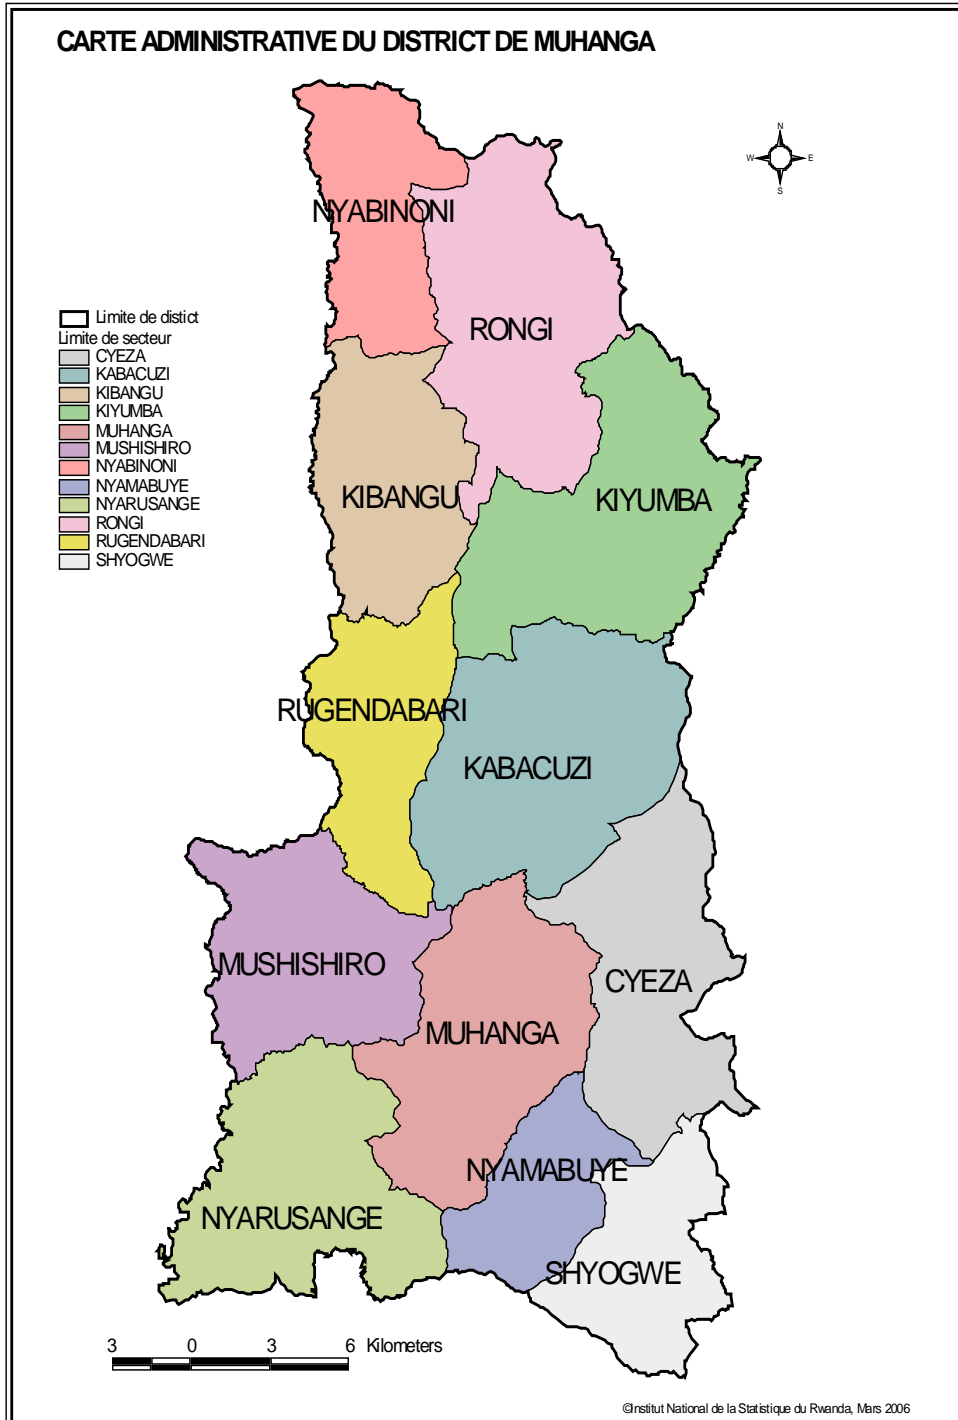 CARTE ADMINISTRATIVE DU DISTRICT DE MUHANGA
N
W E
S
NYABINONI
RONGI
Limite de distict
Limite de secteur
CYEZA
KABACUZI
KIBANGU
KIYUMBA
MUHANGA
MUSHISHIRO
NYABINONI
NYAMABUYE
NYARUSANGE
RONGI
RUGENDABARI
SHYOGWE
KIBANGU
KIYUMBA
RUGENDABARI
KABACUZI
MUSHISHIRO
CYEZA
MUHANGA
NYAMABUYE
NYARUSANGE
SHYOGWE
3 0 3 6 Kilometers
©Institut National de la Statistique du Rwanda, Mars 2006